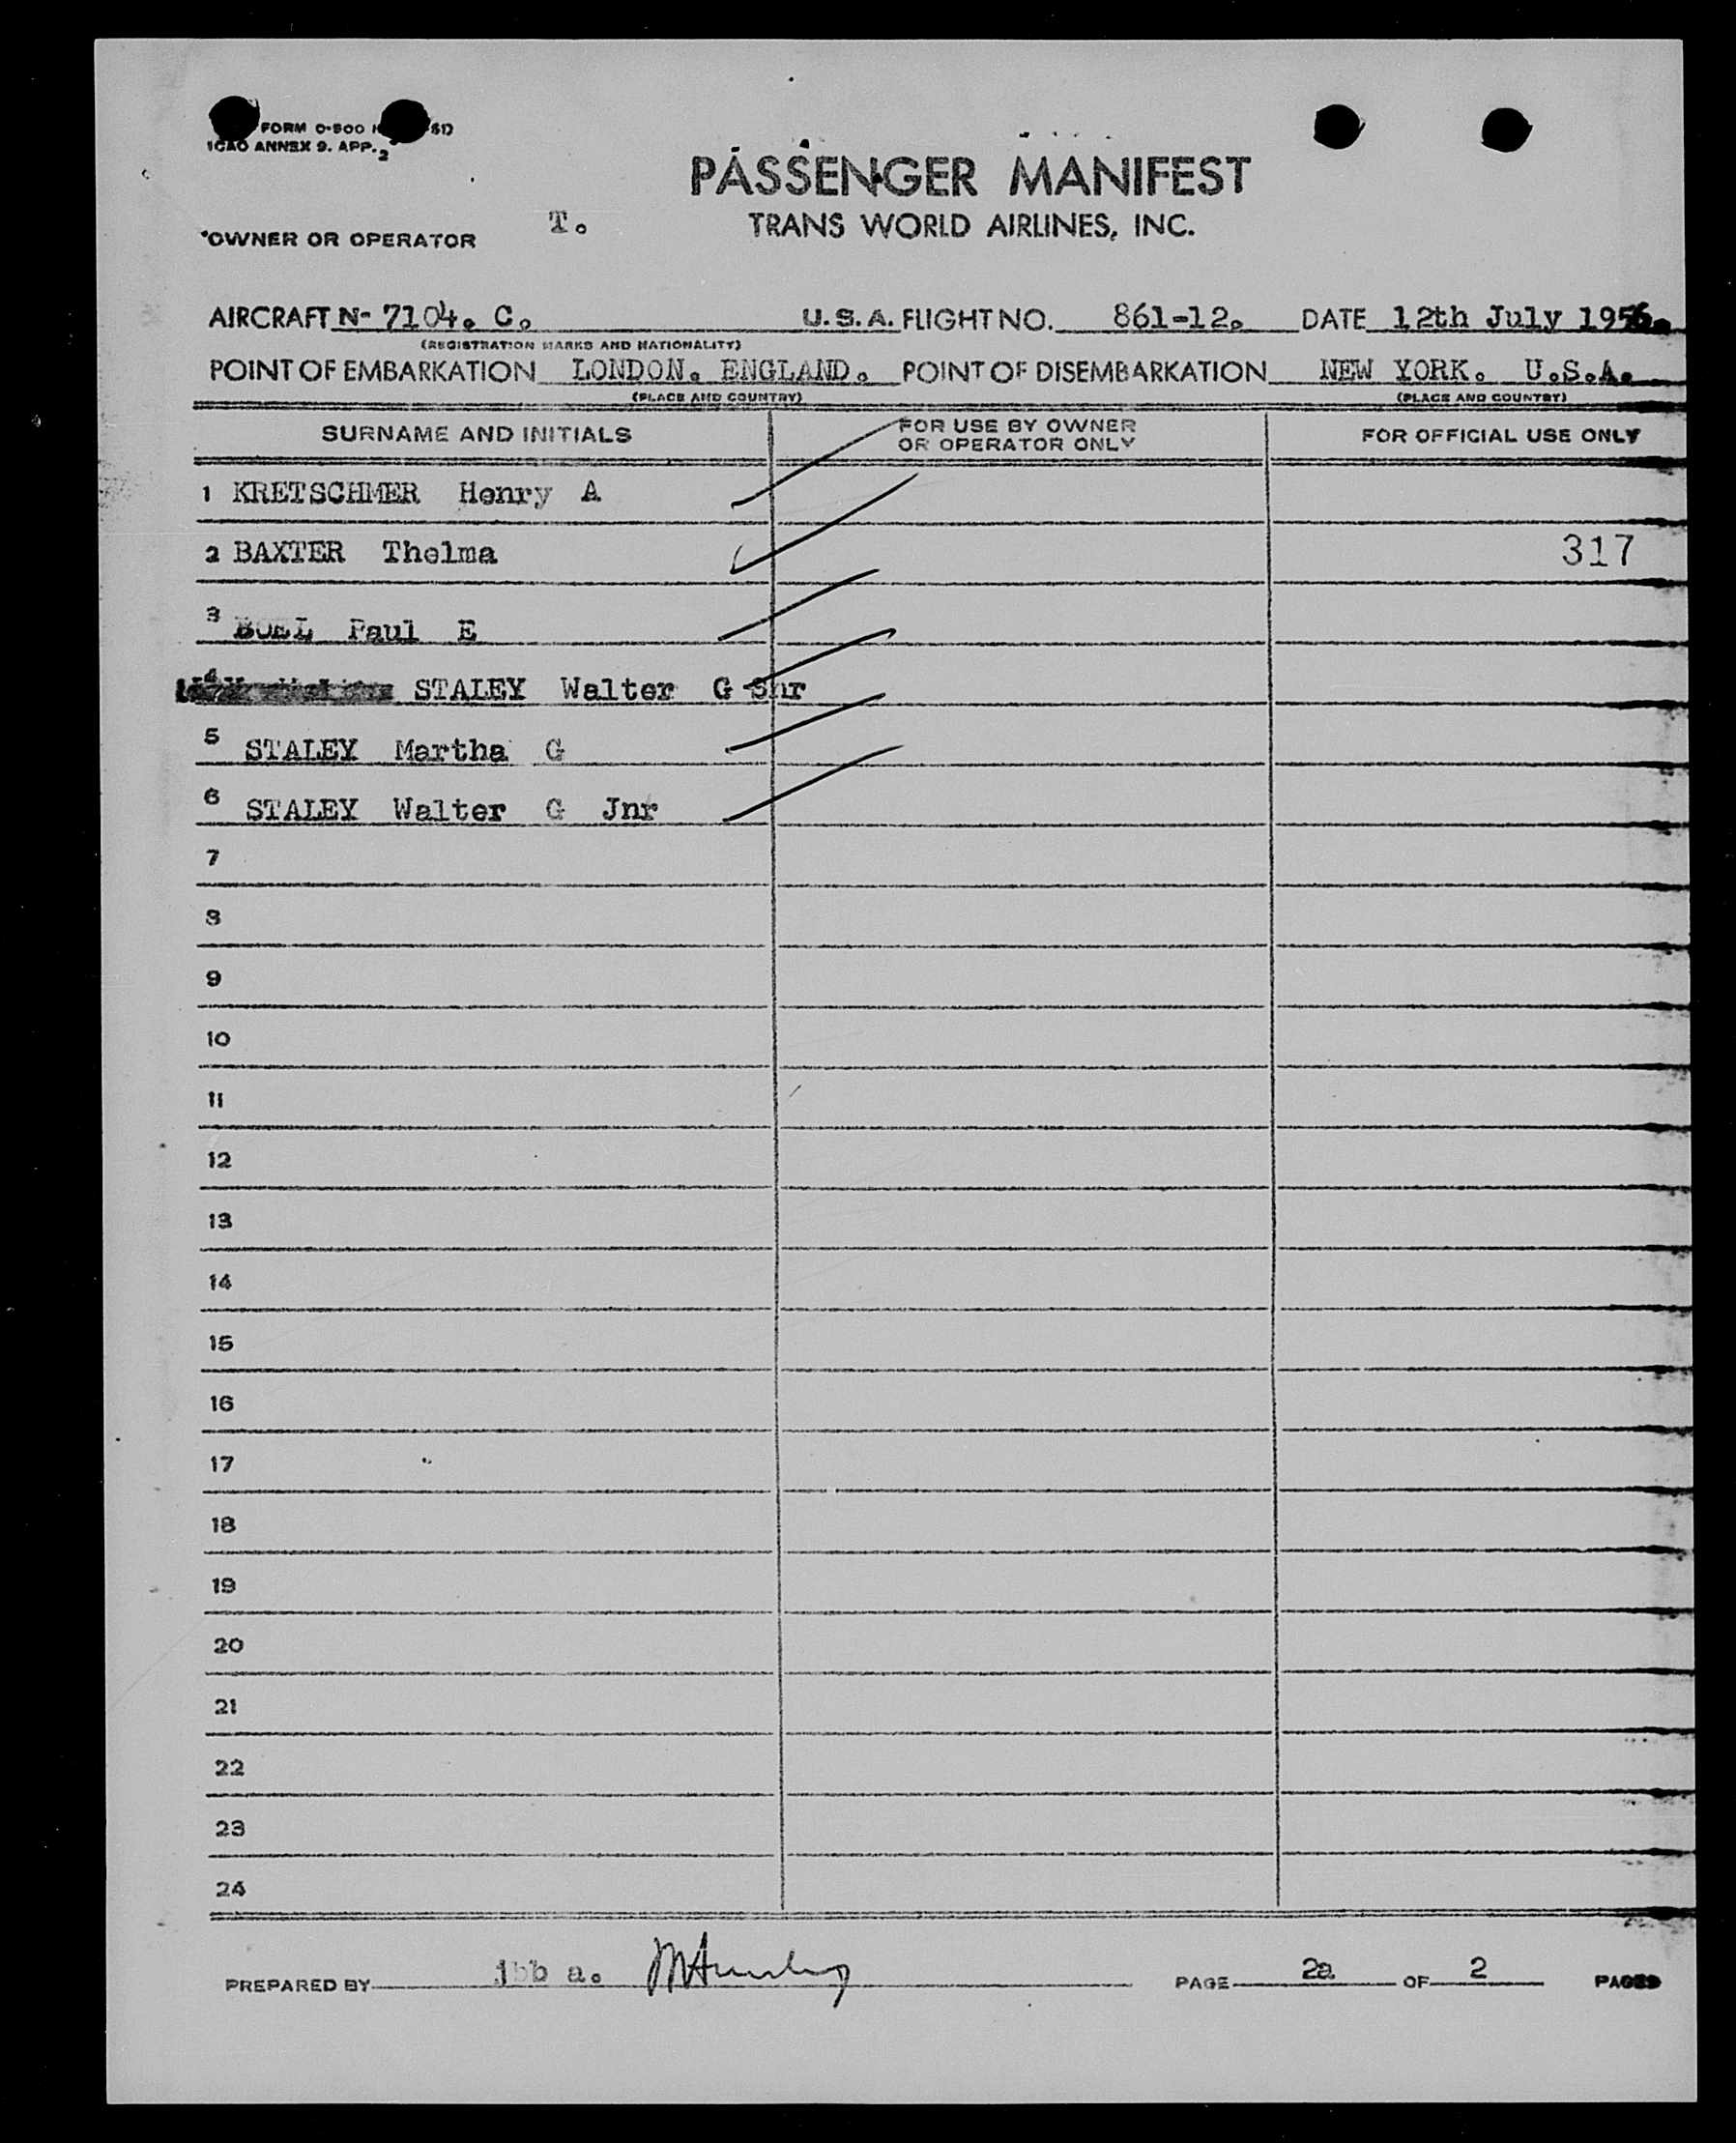 FORM O-800
ICAO ANNEX 9. APP. 2
PASSENGER MANIFEST
OWNER OR OPERATOR T. TRANS WORLD AIRLINES, INC.
AIRCRAFT N- 7104. C. U.S.A. FLIGHT NO. 861-12. DATE 12th July 1956.
(REGISTRATION MARKS AND NATIONALITY)
POINT OF EMBARKATION LONDON. ENGLAND. POINT OF DISEMBARKATION NEW YORK. U.S.A.
(PLACE AND COUNTRY) (PLACE AND COUNTRY)
SURNAME AND INITIALS FOR USE BY OWNER OR OPERATOR ONLY FOR OFFICIAL USE ONLY
1 KRETSCHMER Henry A
2 BAXTER Thelma 317
3 BOEL Paul E
4 STALEY Walter G Snr
5 STALEY Martha G
6 STALEY Walter G Jnr
7
8
9
10
11
12
13
14
15
16
17
18
19
20
21
22
23
24
PREPARED BY jbb a. PAGE 2a OF 2 PAGES